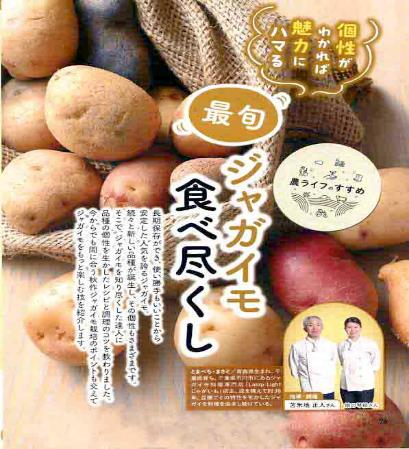 個性が
わかれば
魅力に
ハマる
最旬
ジャガイモ
食べ尽くし
農ライフのすすめ
長期保存ができ、使い勝手もいいことから
安定した人気を誇るジャガイモ。
続々と新しい品種が誕生し、その個性もさまざまです。
そこで、ジャガイモを知り尽くした達人に
品種の個性を生かしたレシピと調理のコツを教わりました。
今からでも間に合う秋作ジャガイモ栽培のポイントも交えて
ジャガイモをもっと楽しむ技を紹介します。
指導・調理
苫米地 正人さん